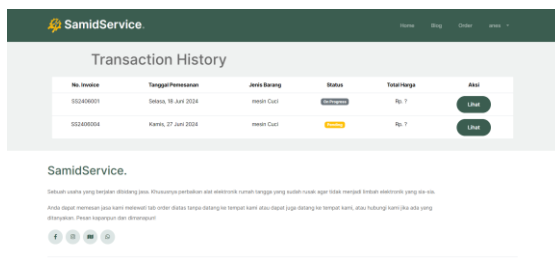 SamidService.
Home Blog Order anes
Transaction History
No. Invoice Tanggal Pemesanan Jenis Barang Status Total Harga Aksi
SS2406001 Selasa, 18 Juni 2024 mesin Cuci On Progress Rp. ? Lihat
SS2406004 Kamis, 27 Juni 2024 mesin Cuci Pending Rp. ? Lihat
SamidService.
Sebuah usaha yang berjalan dibidang jasa. Khususnya perbaikan alat elektronik rumah tangga yang sudah rusak agar tidak menjadi limbah elektronik yang sia-sia.
Anda dapat memesan jasa kami melewati tab order diatas tanpa datang ke tempat kami atau dapat juga datang ke tempat kami, atau hubungi kami jika ada yang
ditanyakan. Pesan kapanpun dan dimanapun!